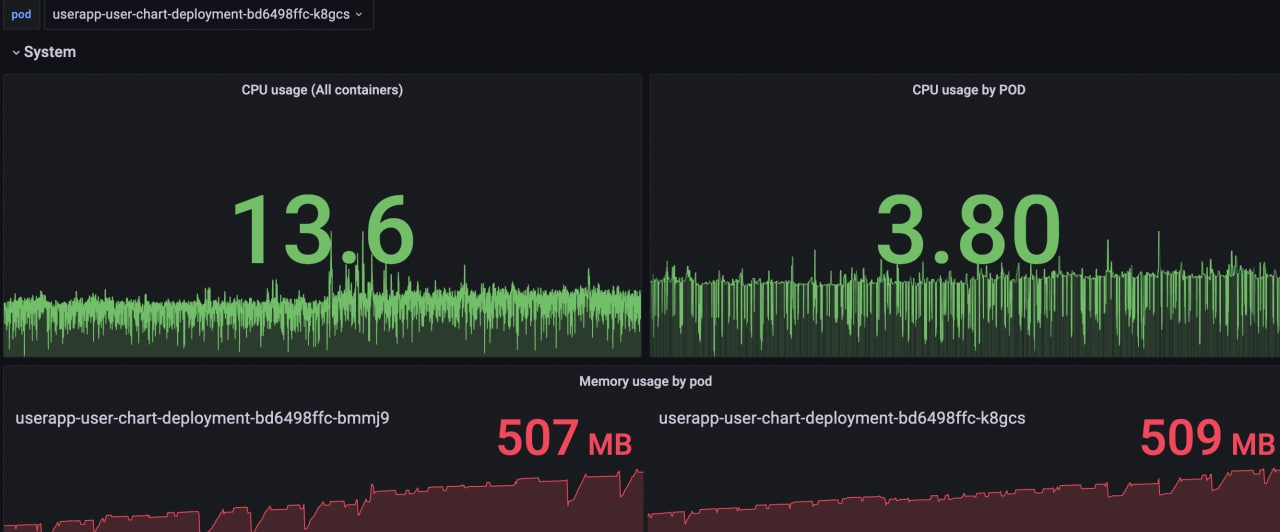 pod userapp-user-chart-deployment-bd6498ffc-k8gcs
System
CPU usage (All containers)
13.6
CPU usage by POD
3.80
Memory usage by pod
userapp-user-chart-deployment-bd6498ffc-bmmj9
507 MB
userapp-user-chart-deployment-bd6498ffc-k8gcs
509 MB